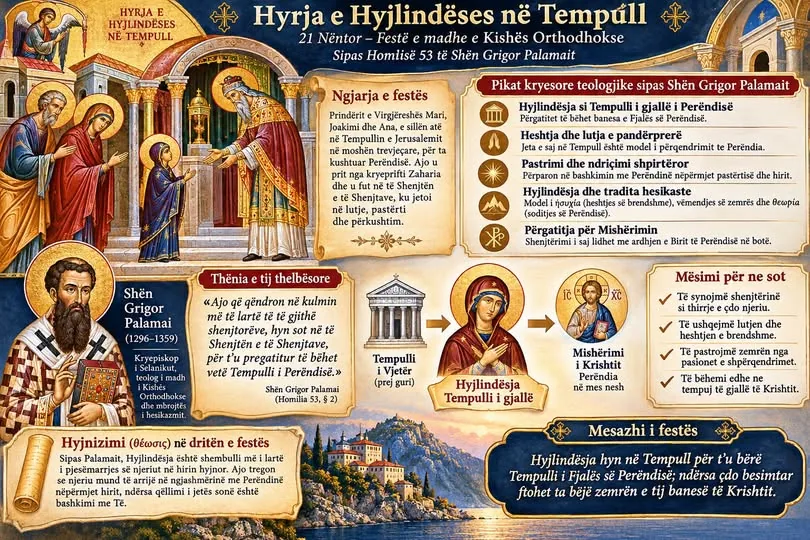 HYRJA E
HYJLINDËSES
NË TEMPULL
Hyrja e Hyjlindëses në Tempull
21 Nëntor – Festë e madhe e Kishës Orthodhokse
Sipas Homlisë 53 të Shën Grigor Palamait
Ngjarja e festës
Prindërit e Virgjëreshës Mari,
Joakimi dhe Ana, e sillën atë
në Tempullin e Jerusalemit
në moshën trevjeçare, për ta
kushtuar Perëndisë. Ajo u
prit nga kryeprifti Zaharia
dhe u fut në të Shenjtën
e të Shenjtave, ku jetoi
në lutje, pastërti
dhe përkushtim.
Pikat kryesore teologjike sipas Shën Grigor Palamait
Hyjlindësja si Tempulli i gjallë i Perëndisë
Përgatitet të bëhet banesa e Fjalës së Perëndisë.
Heshtja dhe lutja e pandërprerë
Jeta e saj në Tempull është model i përqendrimit te Perëndia.
Pastrimi dhe ndriçimi shpirtëror
Përparon në bashkimin me Perëndinë nëpërmjet pastërtisë dhe hirit.
Hyjlindësja dhe tradita hesikaste
Model i ἡσυχία (heshtjes së brendshme), vëmendjes së zemrës dhe θεωρία
(soditjes së Perëndisë).
Përgatitja për Mishërimin
Shenjtërimi i saj lidhet me ardhjen e Birit të Perëndisë në botë.
Shën
Grigor
Palamai
(1296–1359)
Kryepiskop
i Selanikut,
teolog i madh
i Kishës
Orthodhokse
dhe mbrojtës
i hesikazmit.
Thënia e tij thelbësore
«Ajo që qëndron në kulmin
më të lartë të të gjithë
shenjtorëve, hyn sot në të
Shenjtën e të Shenjtave,
për t’u pregatitur të bëhet
vetë Tempulli i Perëndisë.»
Shën Grigor Palamai
(Homilia 53, § 2)
Tempulli
i Vjetër
(prej guri)
Hyjlindësja
Tempulli i gjallë
IC XC
Mishërimi
i Krishtit
Perëndia
në mes nesh
Mësimi për ne sot
Të synojmë shenjtërinë
si thirrje e çdo njeriu.
Të ushqejmë lutjen dhe
heshtjen e brendshme.
Të pastrojmë zemrën nga
pasionet e shpërqendrimet.
Të bëhemi edhe ne
tempuj të gjallë të Krishtit.
Hyjnizimi (θέωσις) në dritën e festës
Sipas Palamait, Hyjlindësja është shembulli më i lartë
i pjesëmarrjes së njeriut në hirin hyjnor. Ajo tregon
se njeriu mund të arrijë në ngjashmërinë me Perëndinë
nëpërmjet hirit, ndërsa qëllimi i jetës sonë është
bashkimi me Të.
Mesazhi i festës
Hyjlindësja hyn në Tempull për t’u bërë
Tempulli i Fjalës së Perëndisë; ndërsa çdo besimtar
ftohet ta bëjë zemrën e tij banesë të Krishtit.